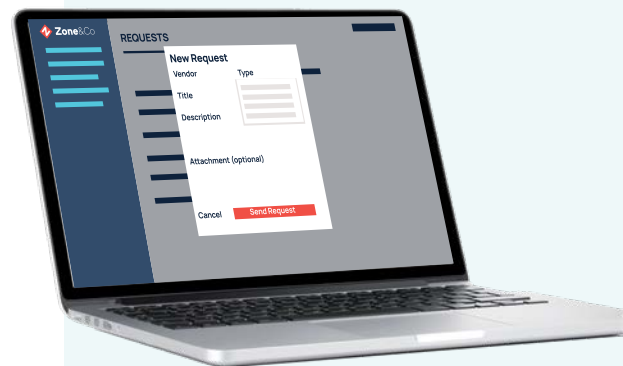 Zone&Co
REQUESTS
New Request
Vendor Type
Title
Description
Attachment (optional)
Cancel Send Request